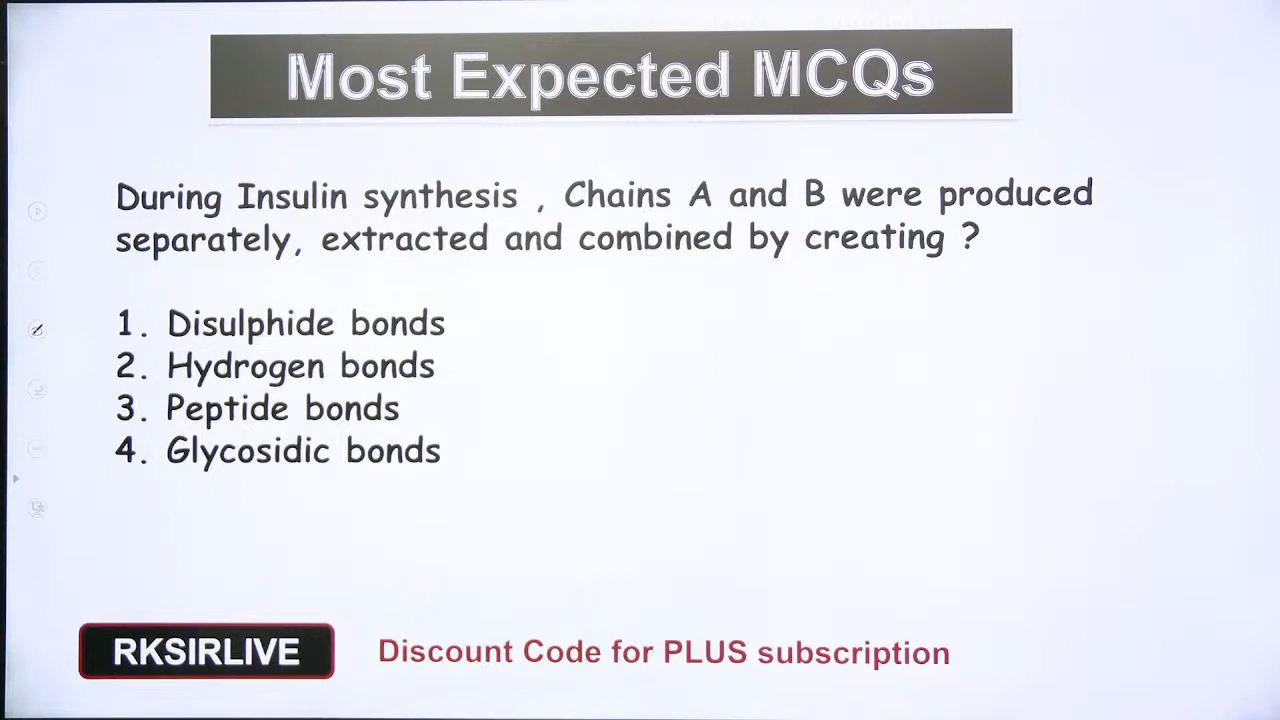 Most Expected MCQs
During Insulin synthesis , Chains A and B were produced
separately, extracted and combined by creating ?
1. Disulphide bonds
2. Hydrogen bonds
3. Peptide bonds
4. Glycosidic bonds
RKSIRLIVE
Discount Code for PLUS subscription